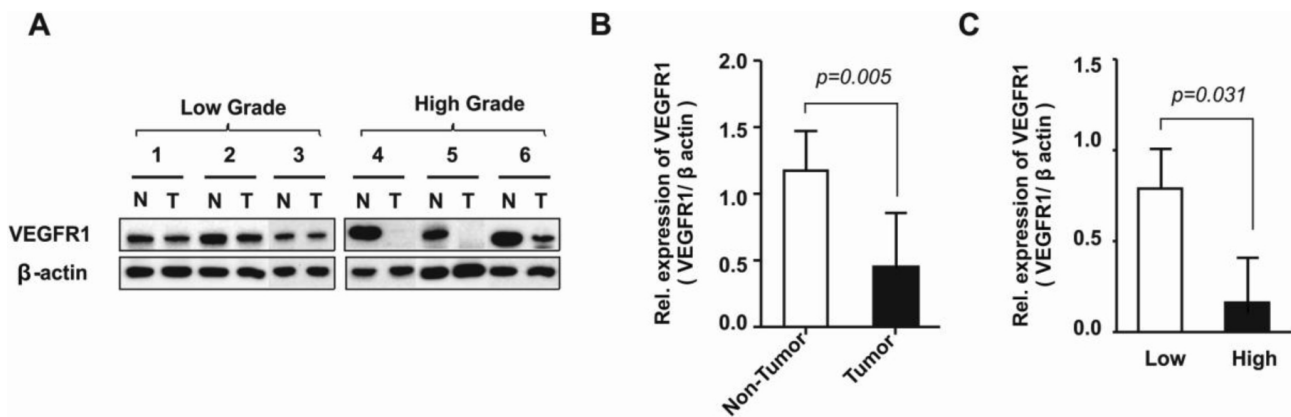 A
Low Grade
High Grade
1 2 3 4 5 6
N T N T N T N T N T N T
VEGFR1
β-actin
B
Rel. expression of VEGFR1
( VEGFR1/ β actin )
2.0
1.5
1.0
0.5
0.0
p=0.005
Non-Tumor
Tumor
C
Rel. expression of VEGFR1
( VEGFR1/ β actin )
1.5
1.0
0.5
0.0
p=0.031
Low
High